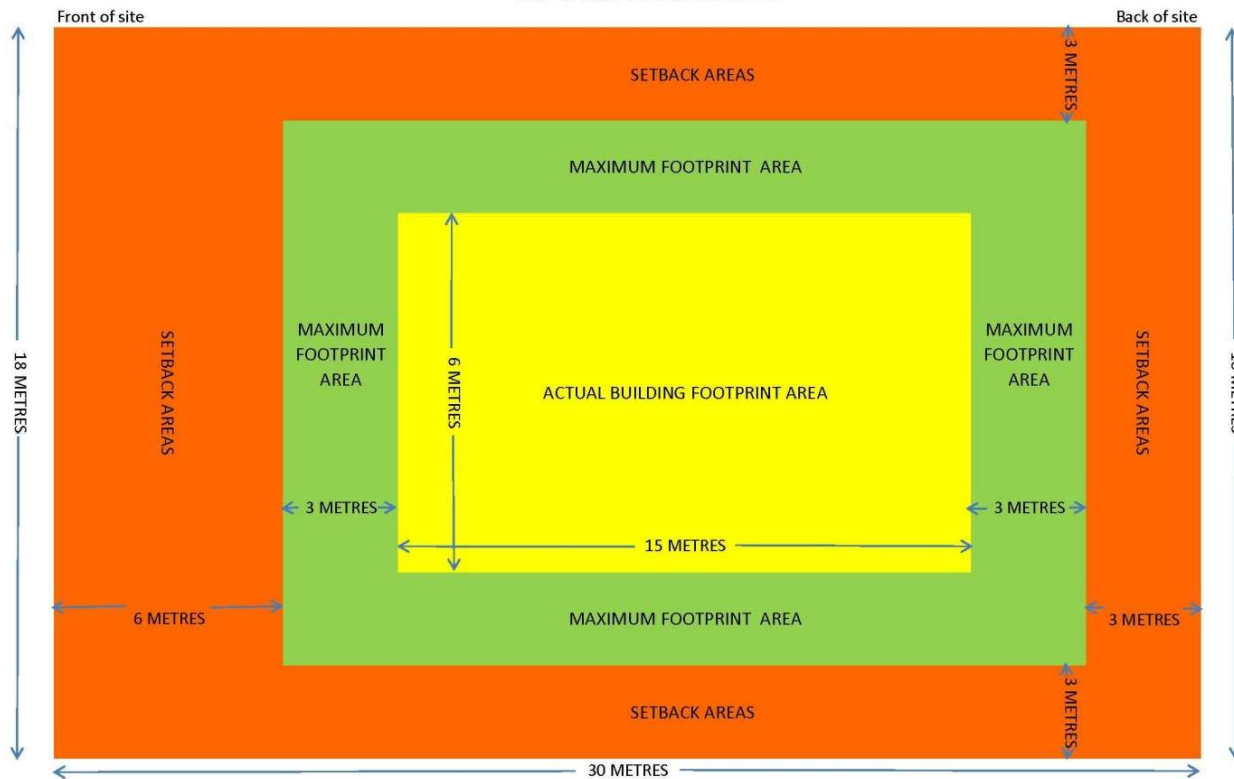 Front of site
Back of site
3 METRES
SETBACK AREAS
MAXIMUM FOOTPRINT AREA
18 METRES
SETBACK AREAS
MAXIMUM
FOOTPRINT
AREA
6 METRES
ACTUAL BUILDING FOOTPRINT AREA
MAXIMUM
FOOTPRINT
AREA
SETBACK AREAS
METRES
3 METRES
3 METRES
15 METRES
6 METRES
MAXIMUM FOOTPRINT AREA
3 METRES
3 METRES
SETBACK AREAS
30 METRES